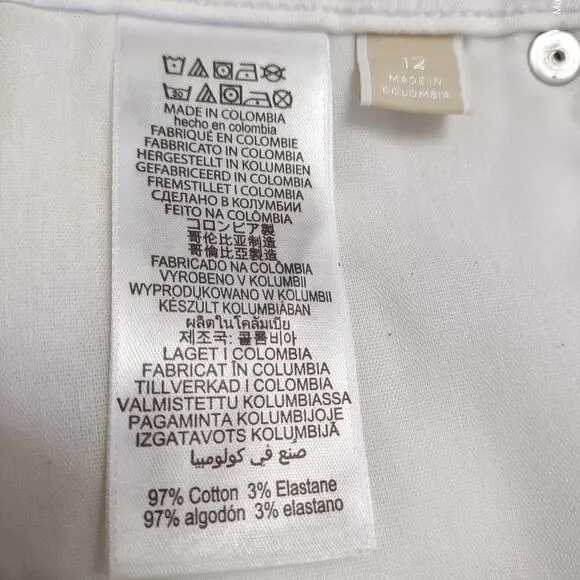 30
MADE IN COLOMBIA
hecho en colombia
FABRIQUÉ EN COLOMBIE
FABBRICATO IN COLOMBIA
HERGESTELLT IN KOLUMBIEN
GEFABRICEERD IN COLOMBIA
FREMSTILLET I COLOMBIA
СДЕЛАНО В КОЛУМБИИ
FEITO NA COLÔMBIA
コロンビア製
哥伦比亚制造
哥倫比亞製造
FABRICADO NA COLÔMBIA
VYROBENO V KOLUMBII
WYPRODUKOWANO W KOLUMBII
KÉSZÜLT KOLUMBIÁBAN
ผลิตในโคลัมเบีย
제조국: 콜롬비아
LAGET I COLOMBIA
FABRICAT ÎN COLUMBIA
TILLVERKAD I COLOMBIA
VALMISTETTU KOLUMBIASSA
PAGAMINTA KOLUMBIJOJE
IZGATAVOTS KOLUMBIJĀ
صنع في كولومبيا
97% Cotton 3% Elastane
97% algodón 3% elastano
12
MADE IN
COLOMBIA